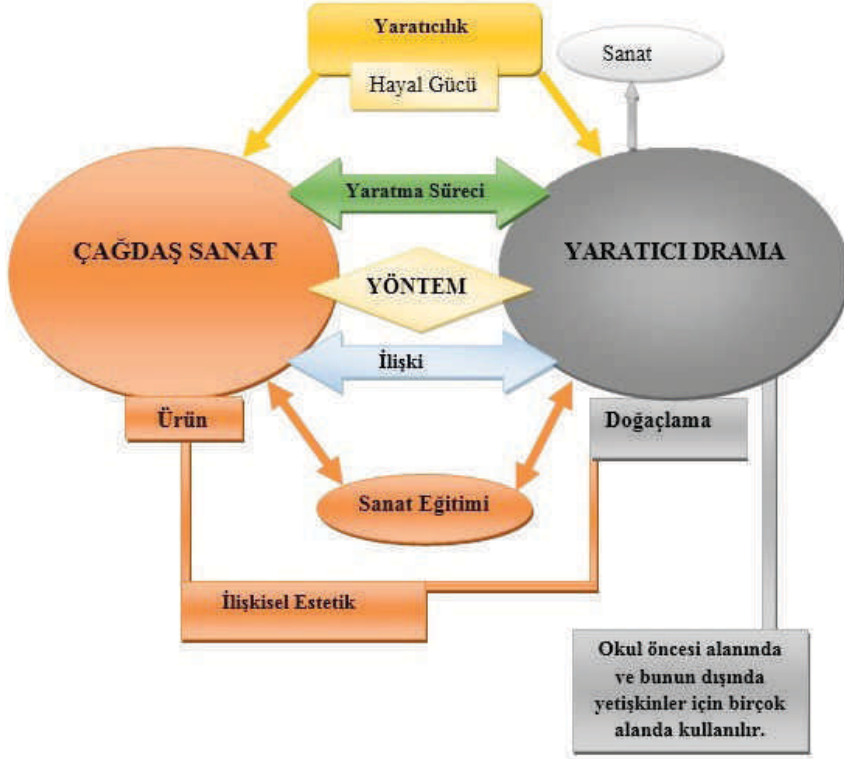 Yaratıcılık
Hayal Gücü
Sanat
Yaratma Süreci
ÇAĞDAŞ SANAT
YARATICI DRAMA
YÖNTEM
İlişki
Ürün
Doğaçlama
Sanat Eğitimi
İlişkisel Estetik
Okul öncesi alanında
ve bunun dışında
yetişkinler için birçok
alanda kullanılır.